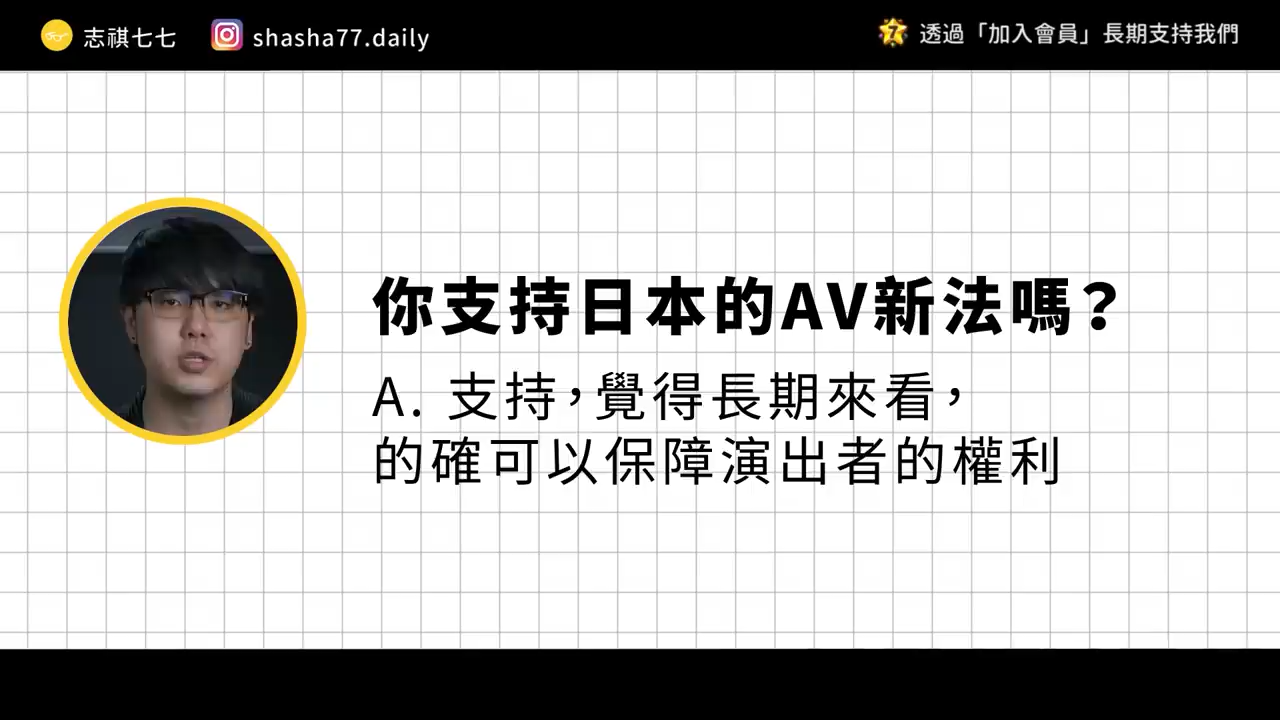 志祺七七
shasha77.daily
透過「加入會員」長期支持我們
你支持日本的AV新法嗎？
A. 支持，覺得長期來看，
的確可以保障演出者的權利